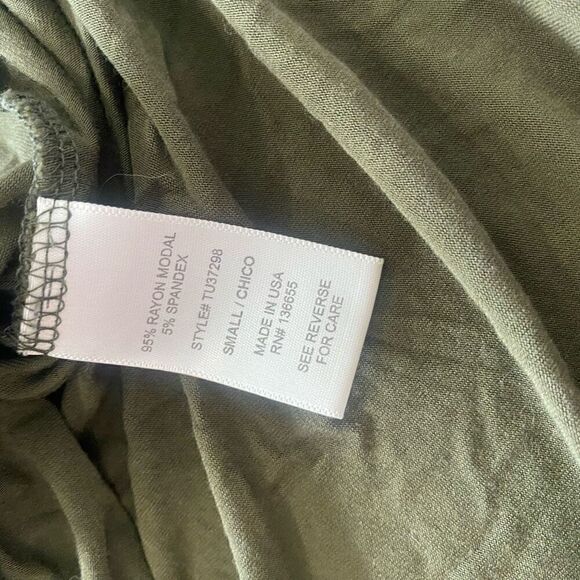 95% RAYON MODAL
5% SPANDEX
STYLE# TU37298
SMALL / CHICO
MADE IN USA
RN# 136655
SEE REVERSE
FOR CARE